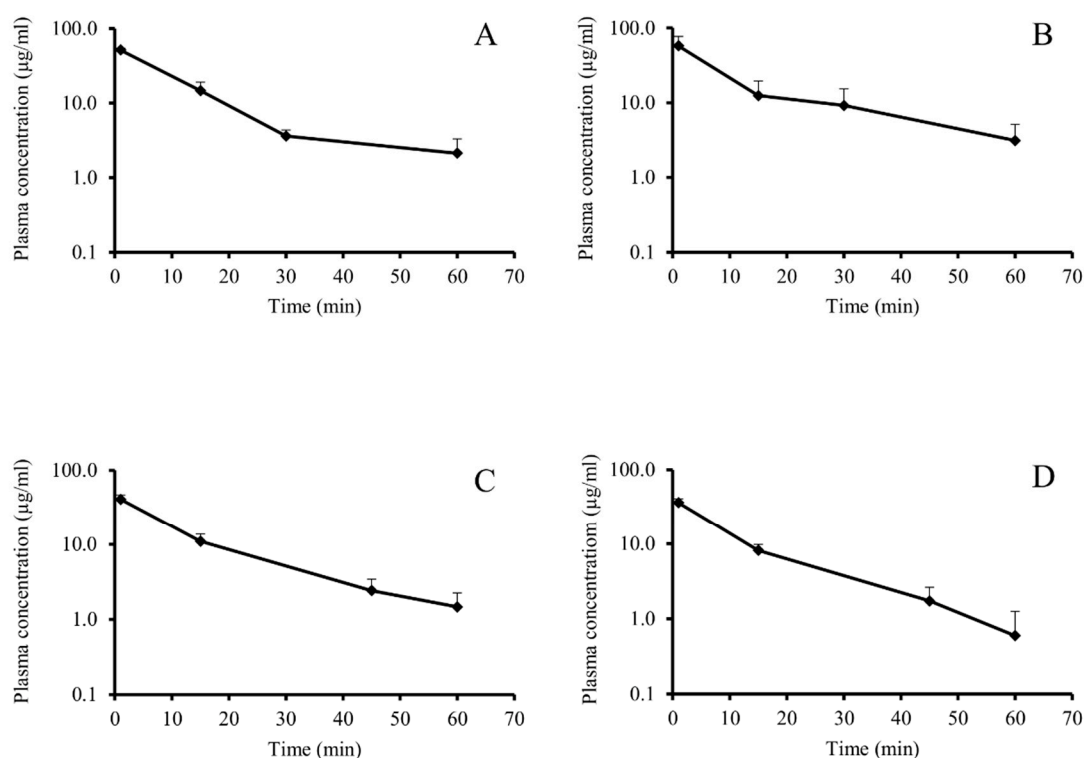 A
Plasma concentration (µg/ml)
100.0
10.0
1.0
0.1
0 10 20 30 40 50 60 70
Time (min)
B
Plasma concentration (µg/ml)
100.0
10.0
1.0
0.1
0 10 20 30 40 50 60 70
Time (min)
C
Plasma concentration (µg/ml)
100.0
10.0
1.0
0.1
0 10 20 30 40 50 60 70
Time (min)
D
Plasma concentratiom (µg/ml)
100.0
10.0
1.0
0.1
0 10 20 30 40 50 60 70
Time (min)